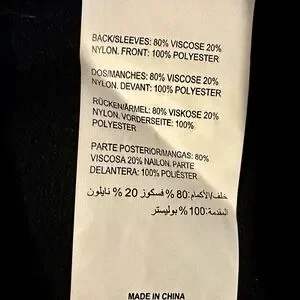 BACK/SLEEVES: 80% VISCOSE 20%
NYLON. FRONT: 100% POLYESTER
DOS/MANCHES: 80% VISCOSE 20%
NYLON. DEVANT: 100% POLYESTER
RÜCKEN/ÄRMEL: 80% VISKOSE 20%
NYLON. VORDERSEITE: 100%
POLYESTER
PARTE POSTERIOR/MANGAS: 80%
VISCOSA 20% NAILON. PARTE
DELANTERA: 100% POLIÉSTER
خلف/الأكمام: 80 % فسكوز 20 % نايلون
المقدمة: 100 % بوليستر
MADE IN CHINA